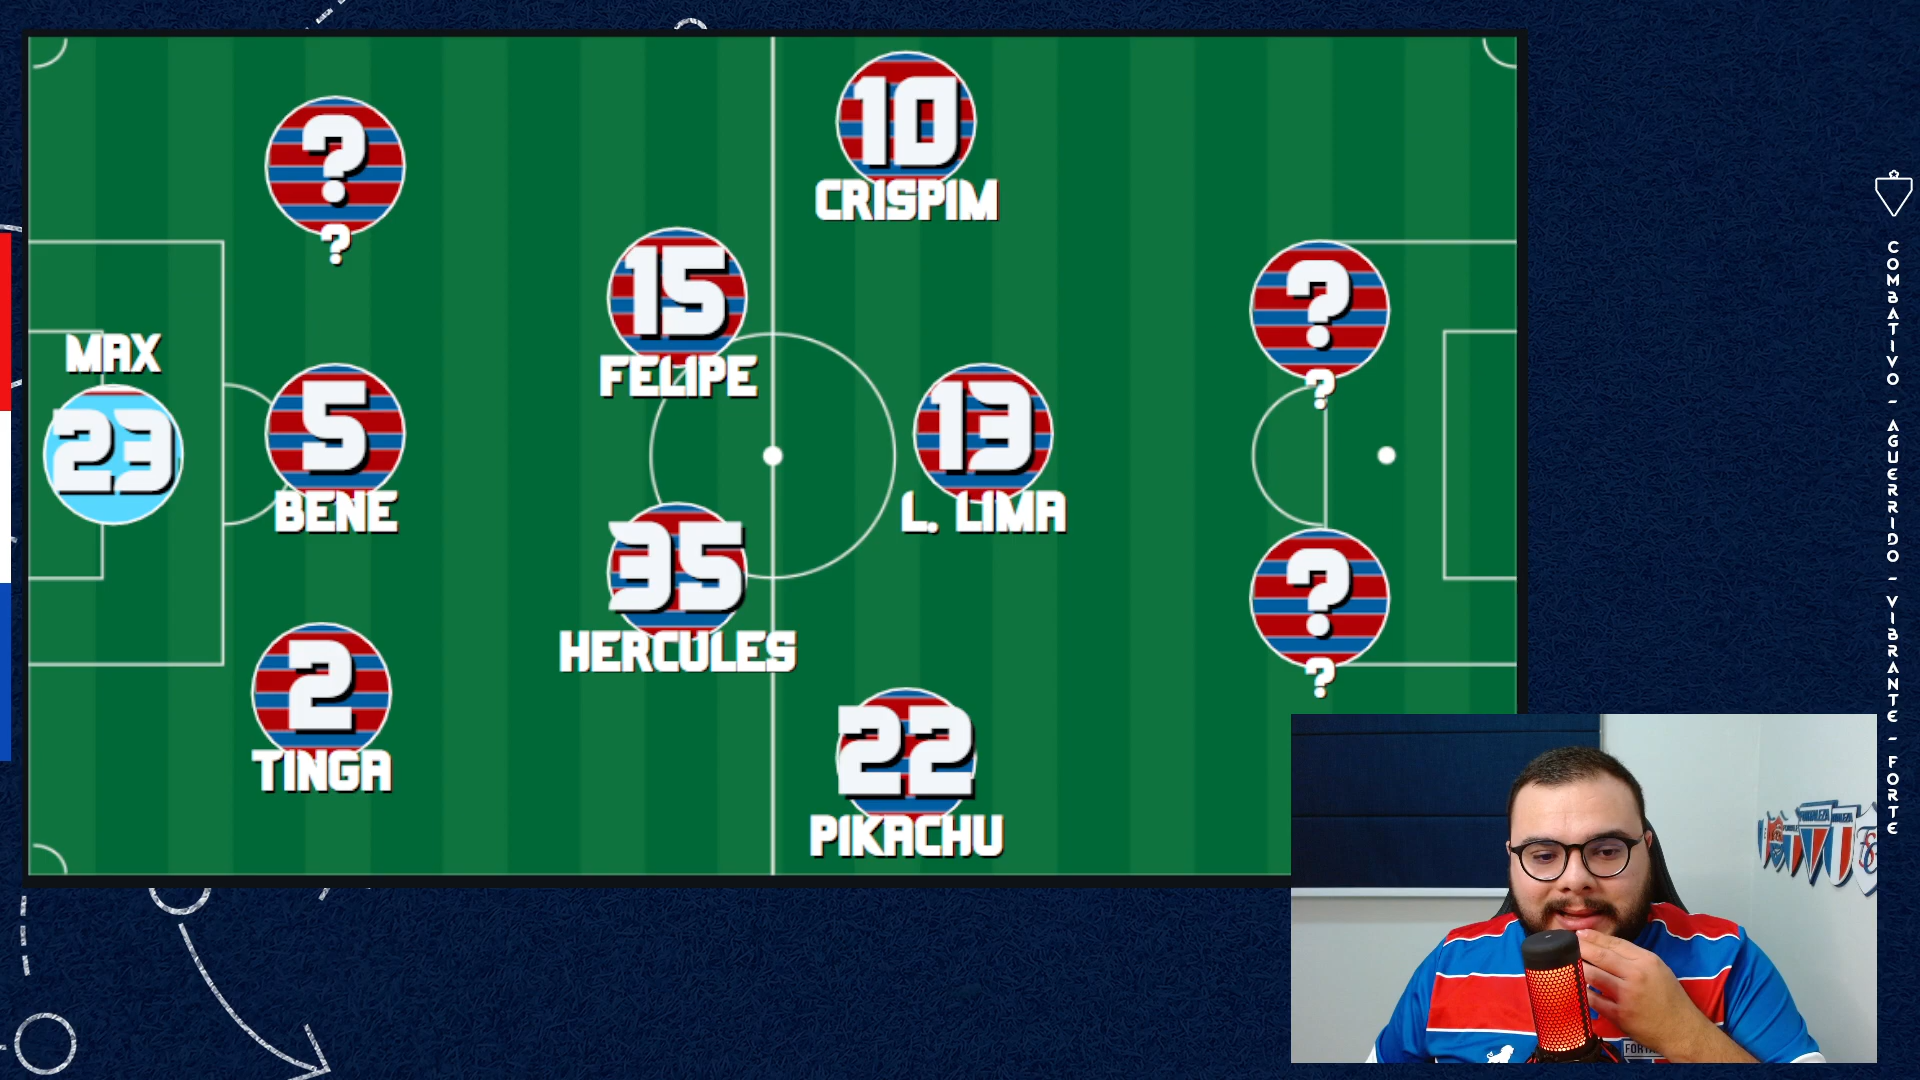 10
CRISPIM
?
?
15
FELIPE
?
?
MAX
23
5
BENE
13
L. LIMA
35
HERCULES
?
?
2
TINGA
22
PIKACHU
COMBATIVO - AGUERRIDO - VIBRANTE - FORTE
FORTALEZA